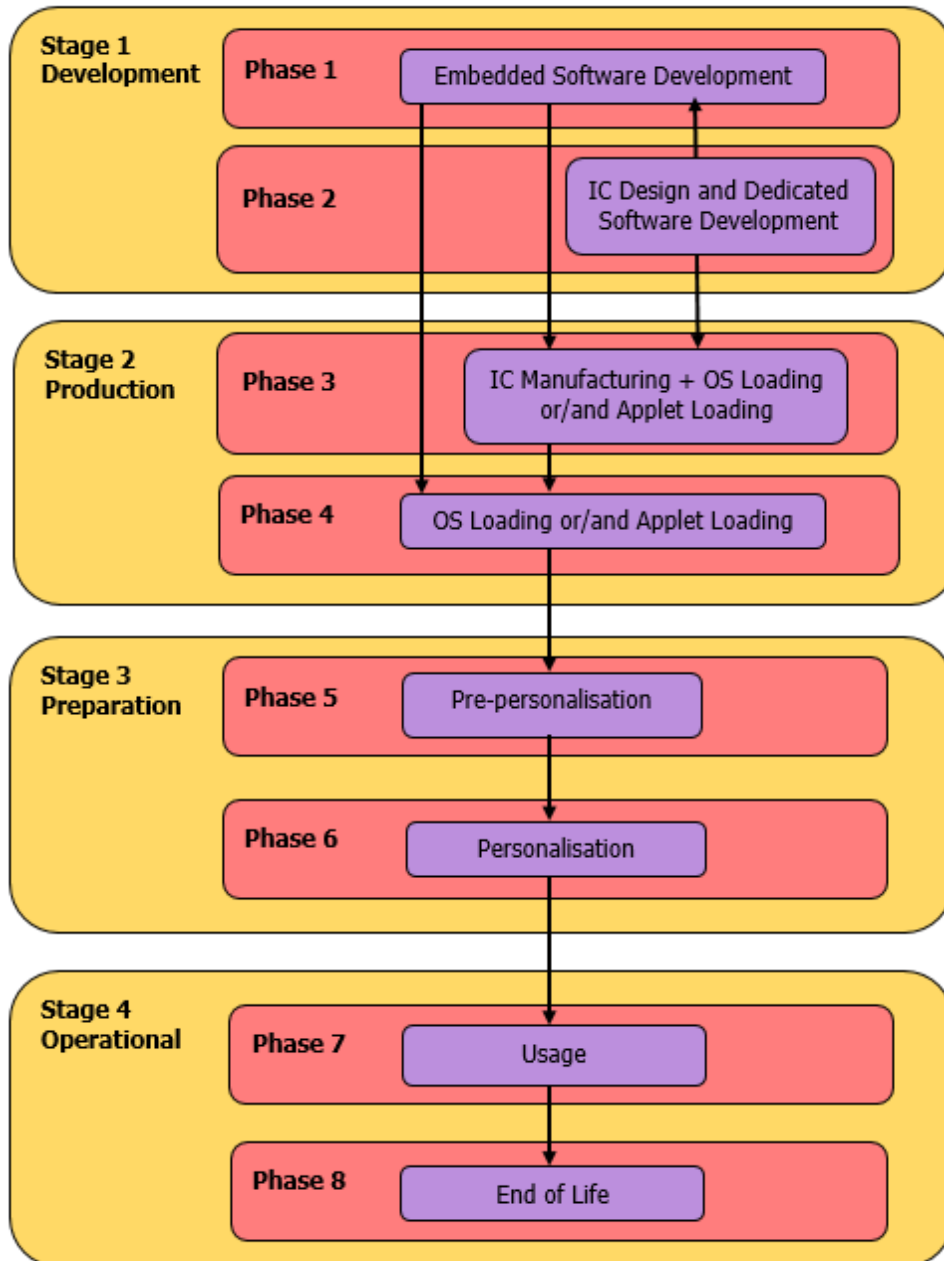 Stage 1
Development
Phase 1
Embedded Software Development
Phase 2
IC Design and Dedicated
Software Development
Stage 2
Production
Phase 3
IC Manufacturing + OS Loading
or/and Applet Loading
Phase 4
OS Loading or/and Applet Loading
Stage 3
Preparation
Phase 5
Pre-personalisation
Phase 6
Personalisation
Stage 4
Operational
Phase 7
Usage
Phase 8
End of Life